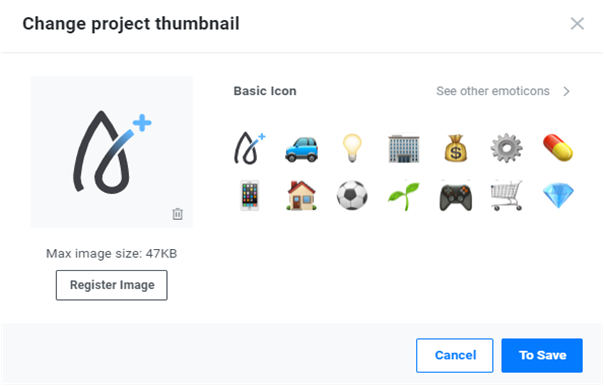 Change project thumbnail
Basic Icon
See other emoticons
Max image size: 47KB
Register Image
Cancel
To Save